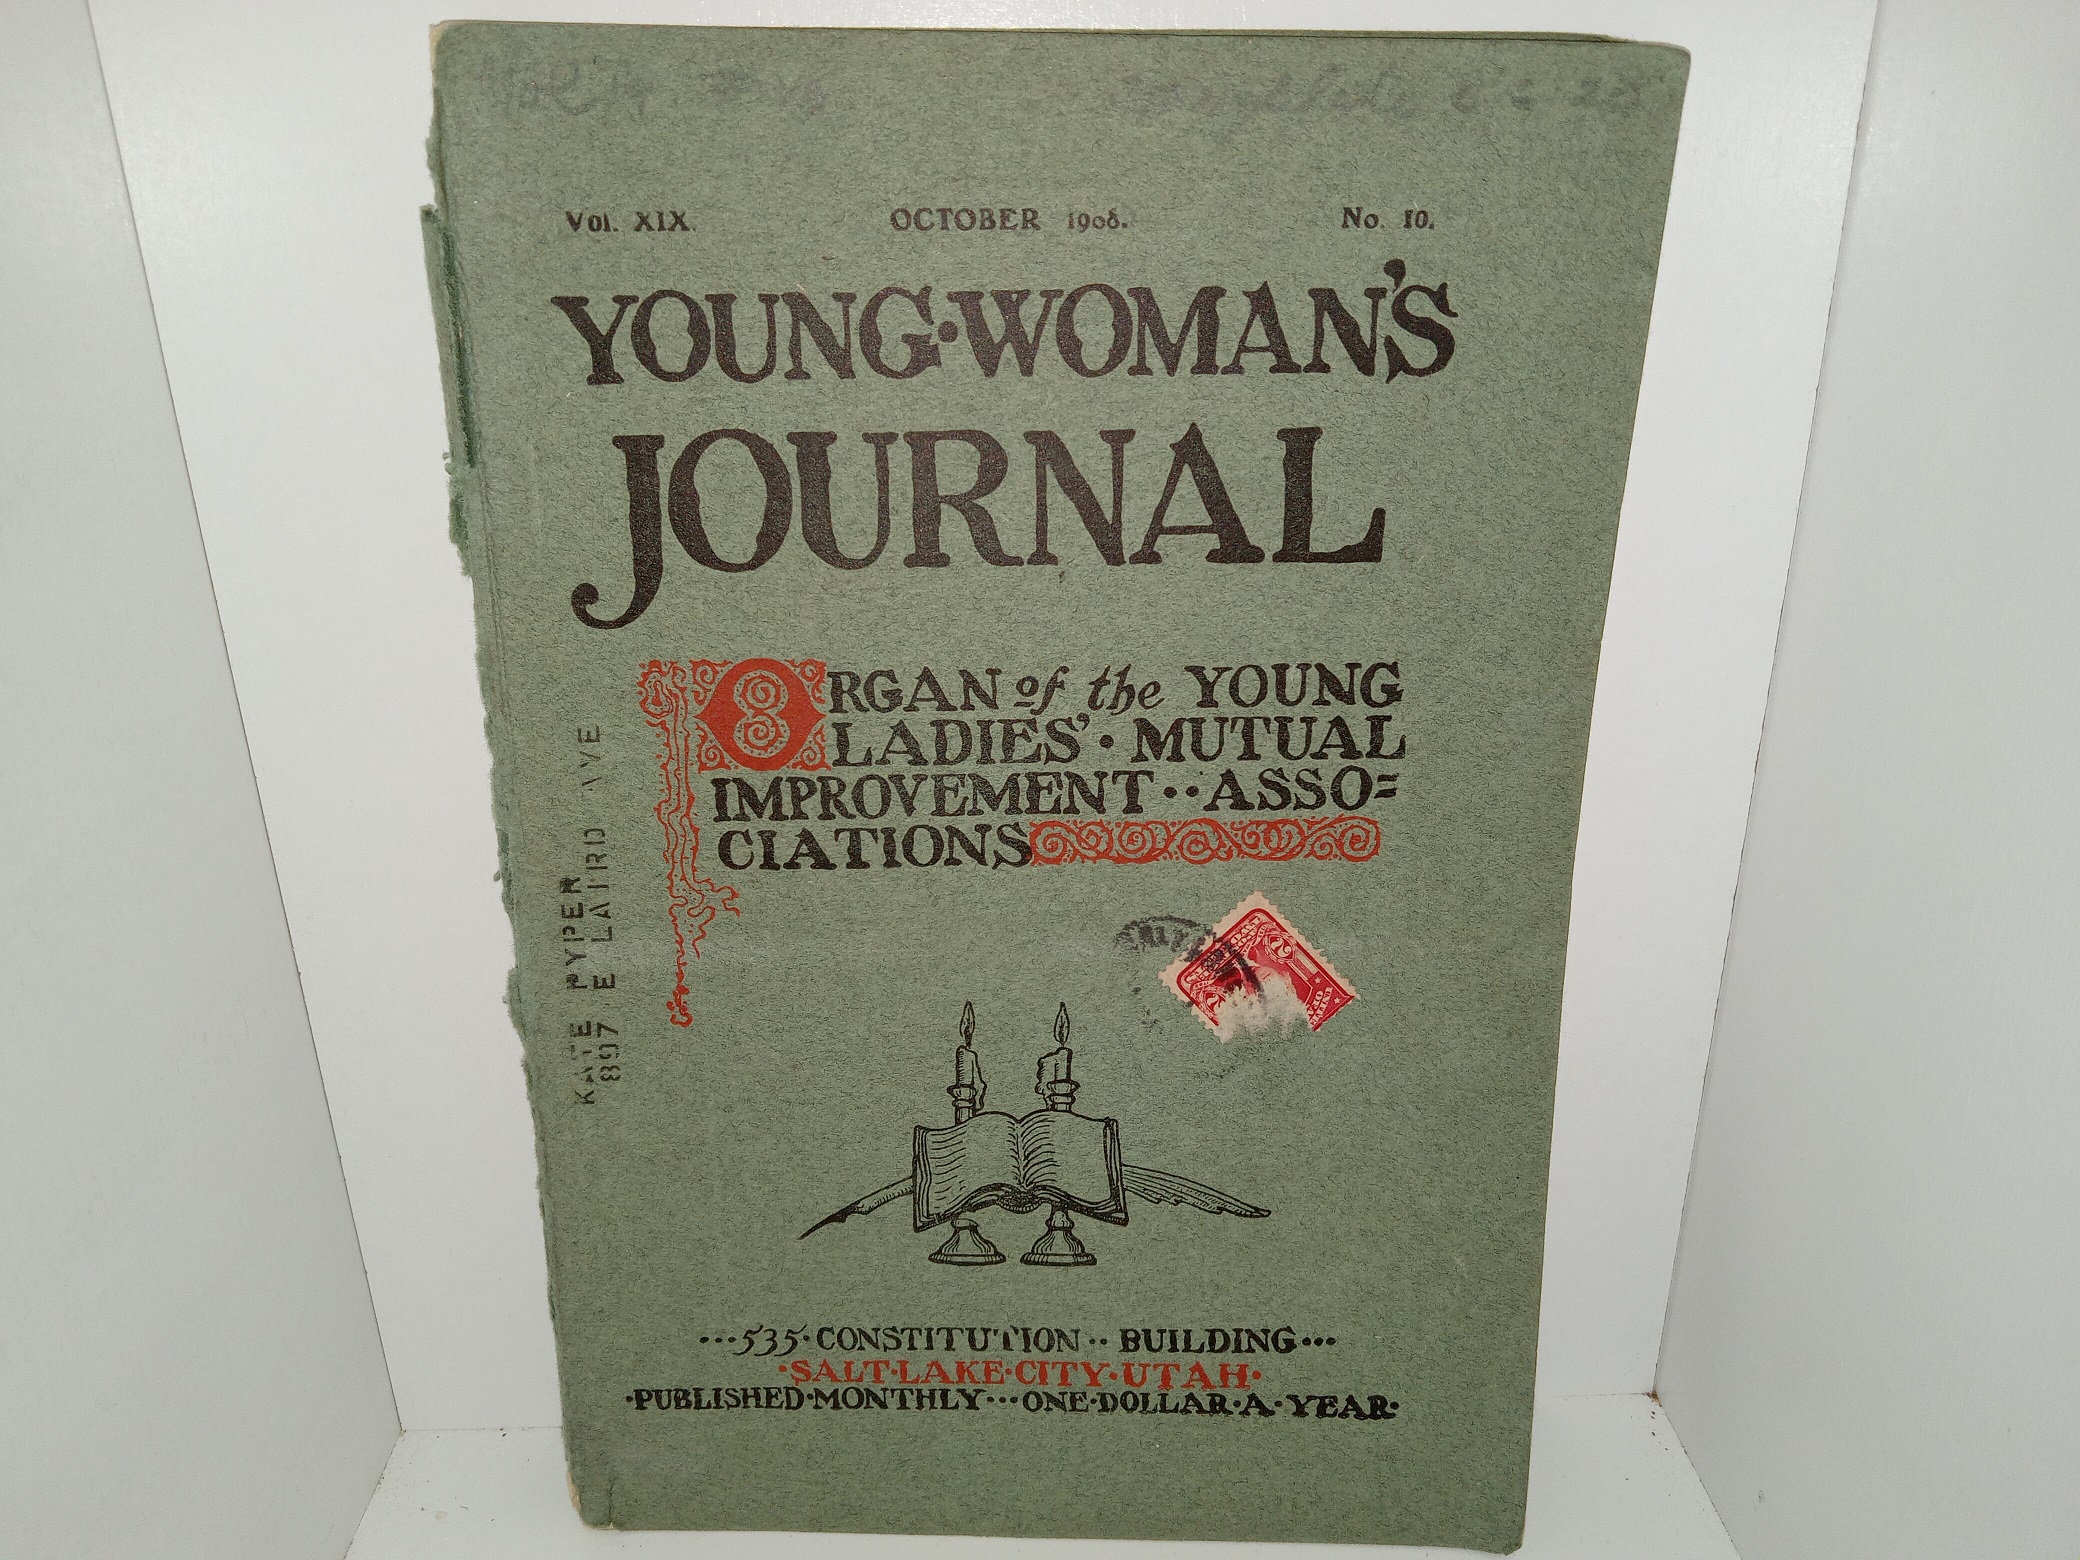 Vol. XIX. OCTOBER 1908. No. 10.
YOUNG·WOMAN'S
JOURNAL
ORGAN of the YOUNG
LADIES'·MUTUAL
IMPROVEMENT··ASSO=
CIATIONS
KATE PYPER
897 E LAIRD AVE
···535·CONSTITUTION··BUILDING···
·SALT·LAKE·CITY·UTAH·
·PUBLISHED·MONTHLY···ONE·DOLLAR·A·YEAR·